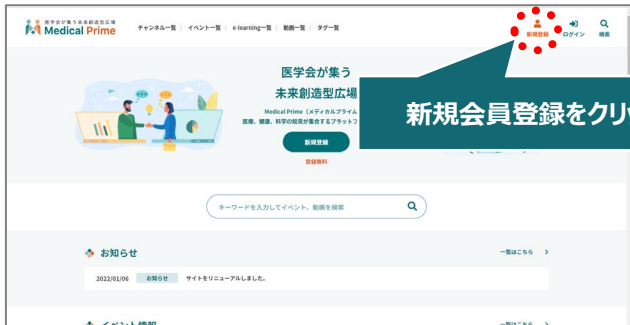 医学会が集う未来創造型広場
Medical Prime
チャンネル一覧 / イベント一覧 / e-learning一覧 / 動画一覧 / タグ一覧
新規登録
ログイン
検索
医学会が集う
未来創造型広場
Medical Prime（メディカルプライム
医療、健康、科学の知見が集合するプラットフ
新規登録
登録無料
新規会員登録をクリ
キーワードを入力してイベント、動画を検索
お知らせ
一覧はこちら
2022/01/06 お知らせ サイトをリニューアルしました。
イベント情報
一覧はこちら